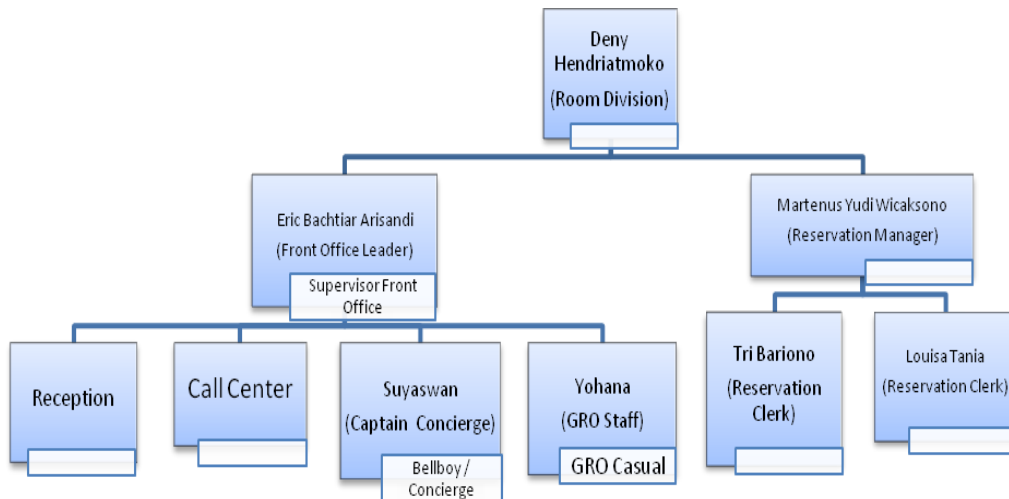 Deny
Hendriatmoko
(Room Division)
Eric Bachtiar Arisandi
(Front Office Leader)
Supervisor Front
Office
Martenus Yudi Wicaksono
(Reservation Manager)
Reception
Call Center
Suyaswan
(Captain Concierge)
Bellboy /
Concierge
Yohana
(GRO Staff)
GRO Casual
Tri Bariono
(Reservation
Clerk)
Louisa Tania
(Reservation Clerk)